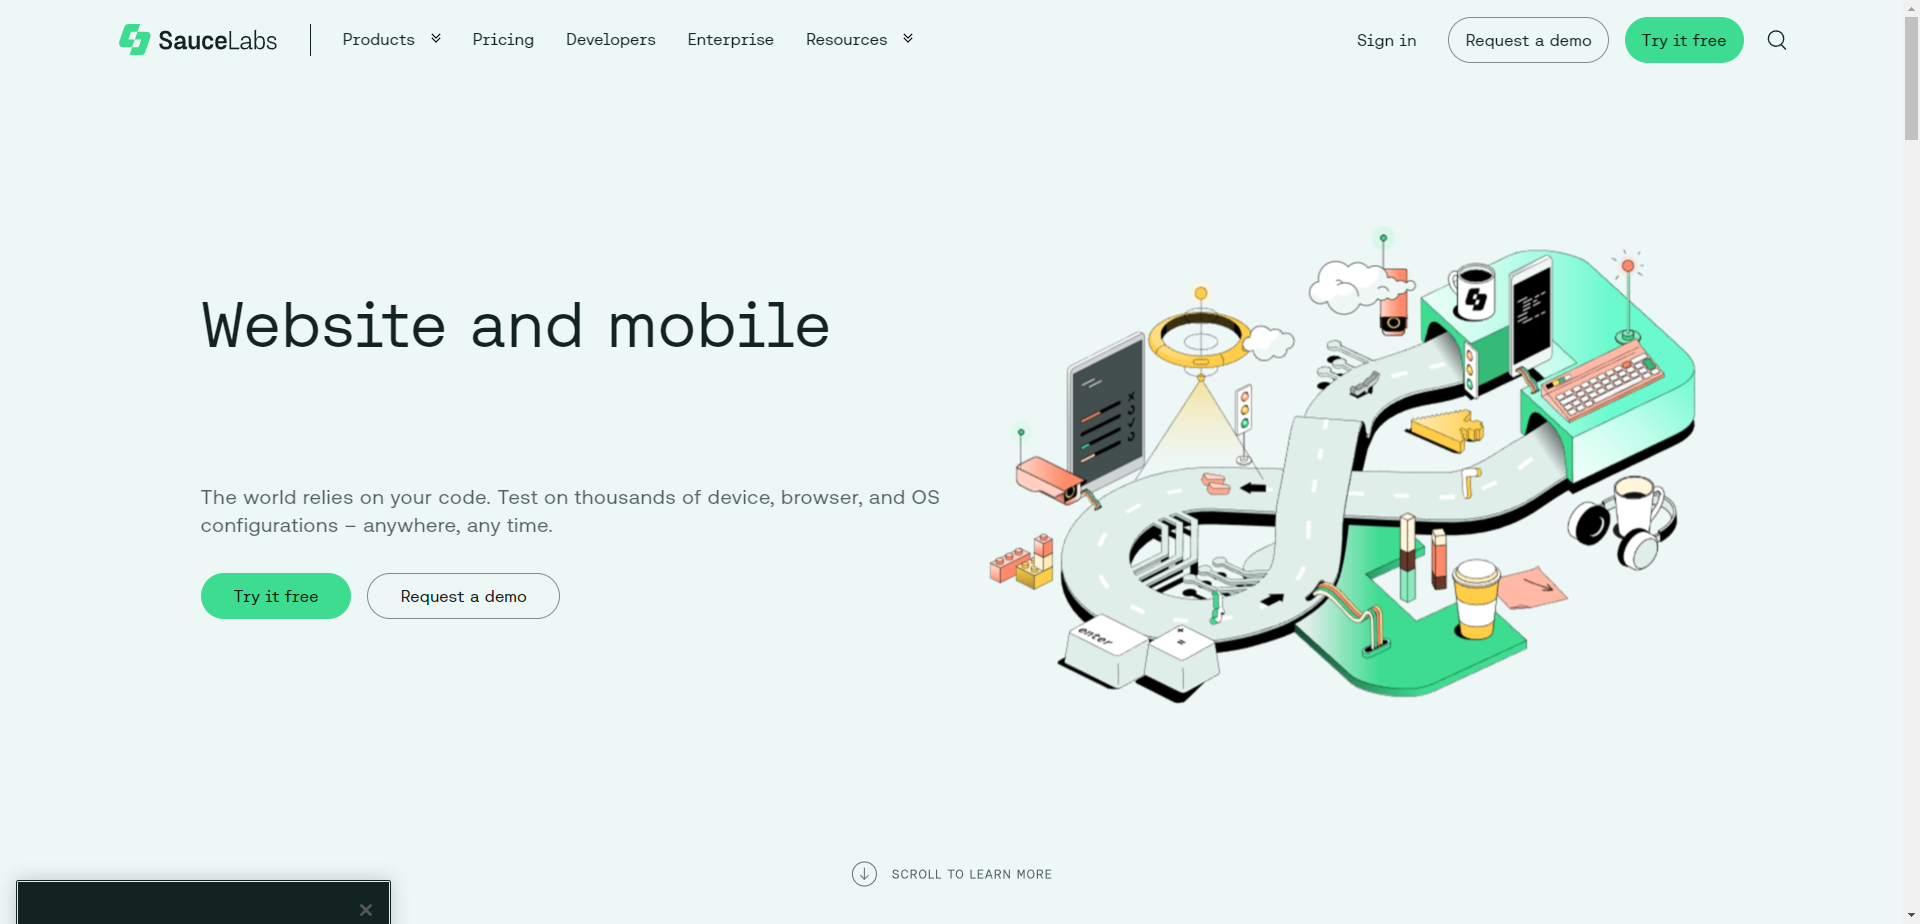 SauceLabs
Products
Pricing
Developers
Enterprise
Resources
Sign in
Request a demo
Try it free
Website and mobile
The world relies on your code. Test on thousands of device, browser, and OS
configurations – anywhere, any time.
Try it free
Request a demo
enter
+
=
SCROLL TO LEARN MORE